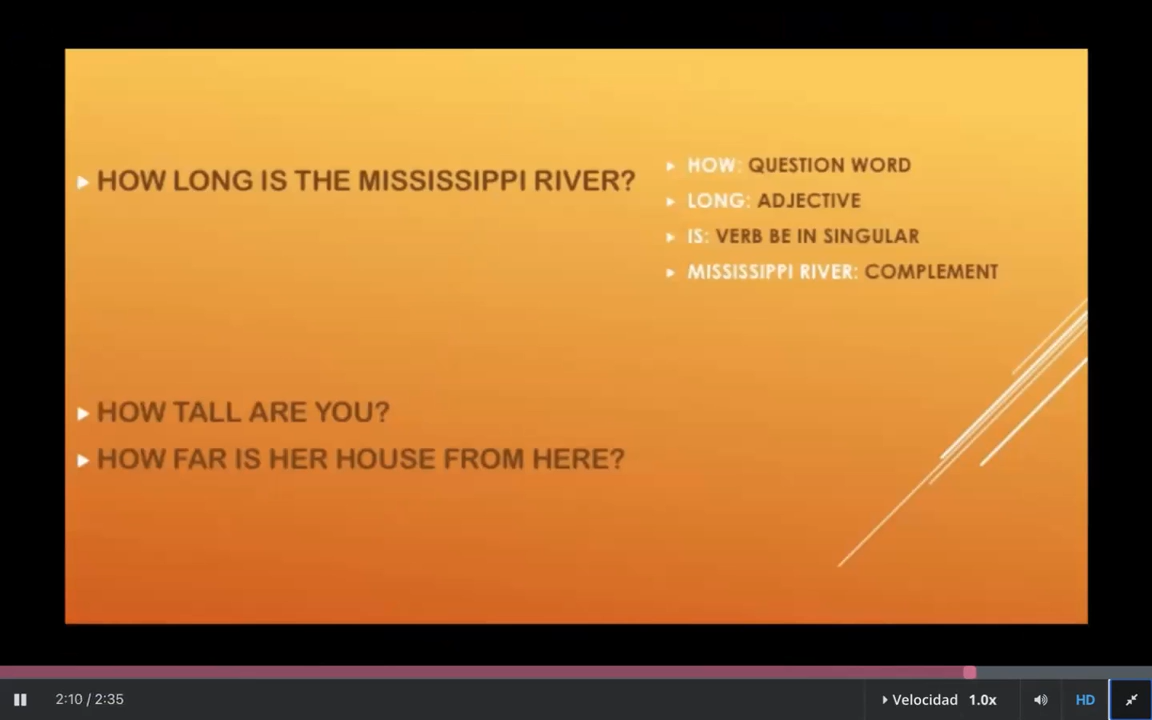 HOW LONG IS THE MISSISSIPPI RIVER?
HOW TALL ARE YOU?
HOW FAR IS HER HOUSE FROM HERE?
HOW: QUESTION WORD
LONG: ADJECTIVE
IS: VERB BE IN SINGULAR
MISSISSIPPI RIVER: COMPLEMENT
2:10 / 2:35
Velocidad 1.0x
HD